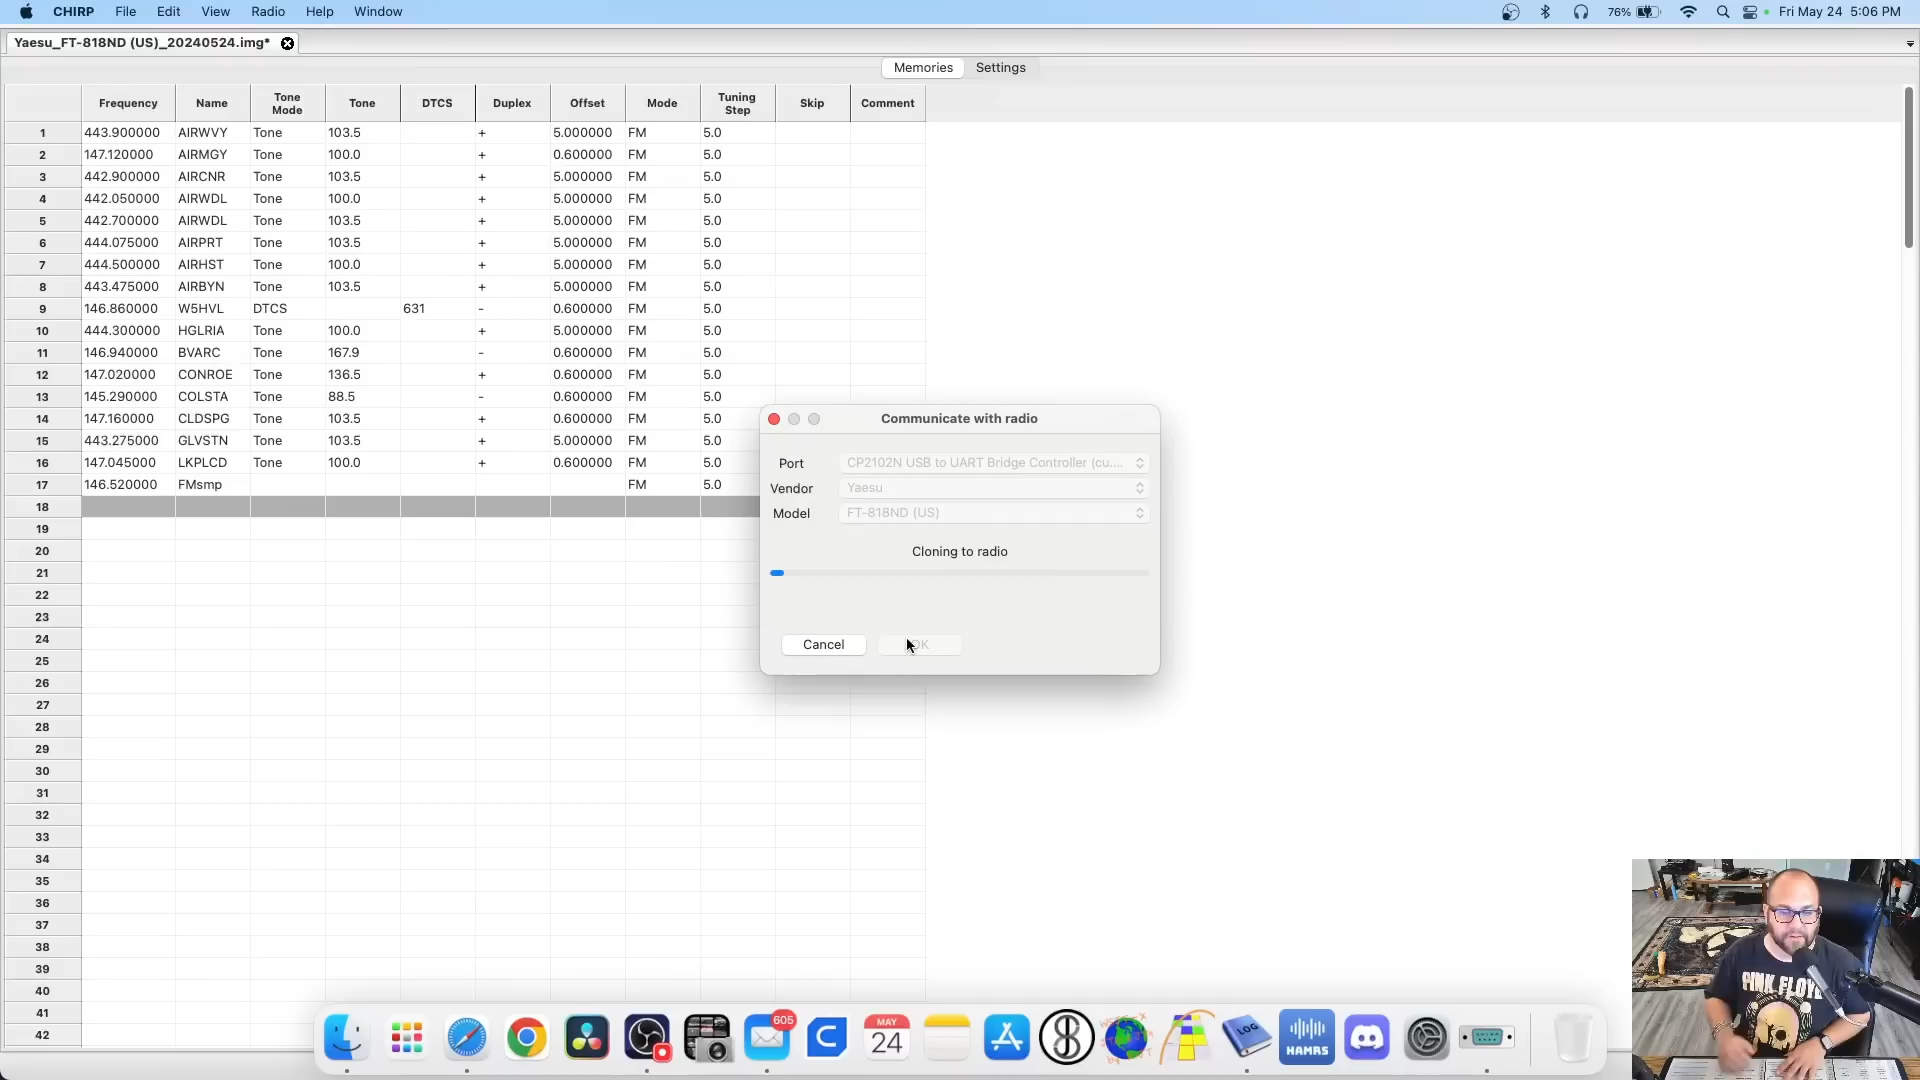 CHIRP File Edit View Radio Help Window 76% Fri May 24 5:06 PM
Yaesu_FT-818ND (US)_20240524.img*
Memories Settings
Frequency Name Tone Mode Tone DTCS Duplex Offset Mode Tuning Step Skip Comment
1 443.900000 AIRWVY Tone 103.5 + 5.000000 FM 5.0
2 147.120000 AIRMGY Tone 100.0 + 0.600000 FM 5.0
3 442.900000 AIRCNR Tone 103.5 + 5.000000 FM 5.0
4 442.050000 AIRWDL Tone 100.0 + 5.000000 FM 5.0
5 442.700000 AIRWDL Tone 103.5 + 5.000000 FM 5.0
6 444.075000 AIRPRT Tone 103.5 + 5.000000 FM 5.0
7 444.500000 AIRHST Tone 100.0 + 5.000000 FM 5.0
8 443.475000 AIRBYN Tone 103.5 + 5.000000 FM 5.0
9 146.860000 W5HVL DTCS 631 - 0.600000 FM 5.0
10 444.300000 HGLRIA Tone 100.0 + 5.000000 FM 5.0
11 146.940000 BVARC Tone 167.9 - 0.600000 FM 5.0
12 147.020000 CONROE Tone 136.5 + 0.600000 FM 5.0
13 145.290000 COLSTA Tone 88.5 - 0.600000 FM 5.0
14 147.160000 CLDSPG Tone 103.5 + 0.600000 FM 5.0
15 443.275000 GLVSTN Tone 103.5 + 5.000000 FM 5.0
16 147.045000 LKPLCD Tone 100.0 + 0.600000 FM 5.0
17 146.520000 FMsmp FM 5.0
18
19
20
21
22
23
24
25
26
27
28
29
30
31
32
33
34
35
36
37
38
39
40
41
42
Communicate with radio
Port CP2102N USB to UART Bridge Controller (cu....
Vendor Yaesu
Model FT-818ND (US)
Cloning to radio
Cancel OK
605
MAY
24
LOG
HAMRS
PINK FLOYD